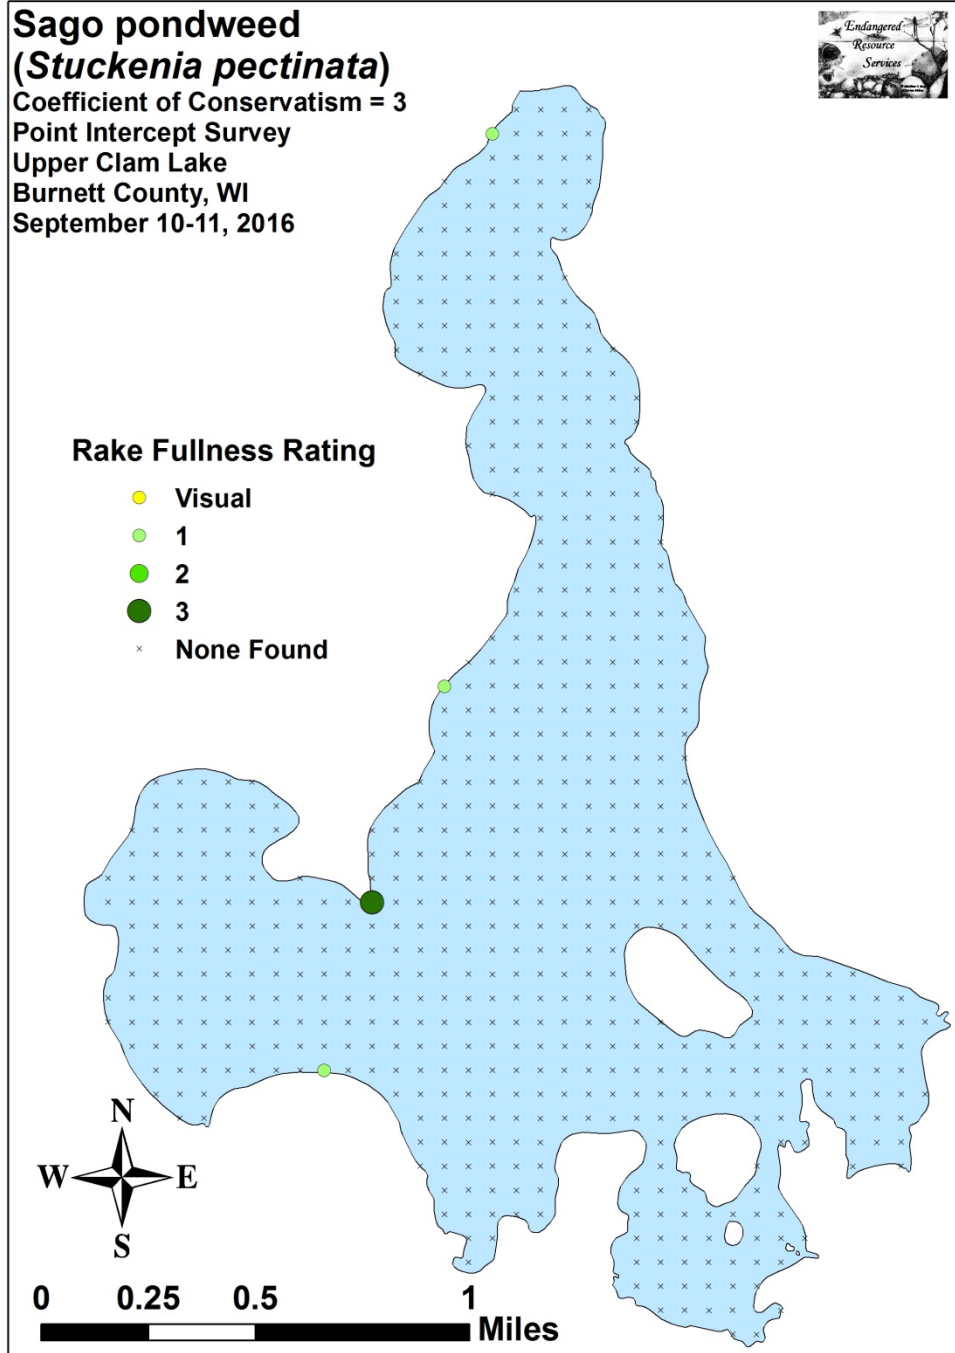 Sago pondweed
(Stuckenia pectinata)
Coefficient of Conservatism = 3
Point Intercept Survey
Upper Clam Lake
Burnett County, WI
September 10-11, 2016
Endangered
Resource
Services
Rake Fullness Rating
Visual
1
2
3
None Found
N
W E
S
0 0.25 0.5 1
Miles